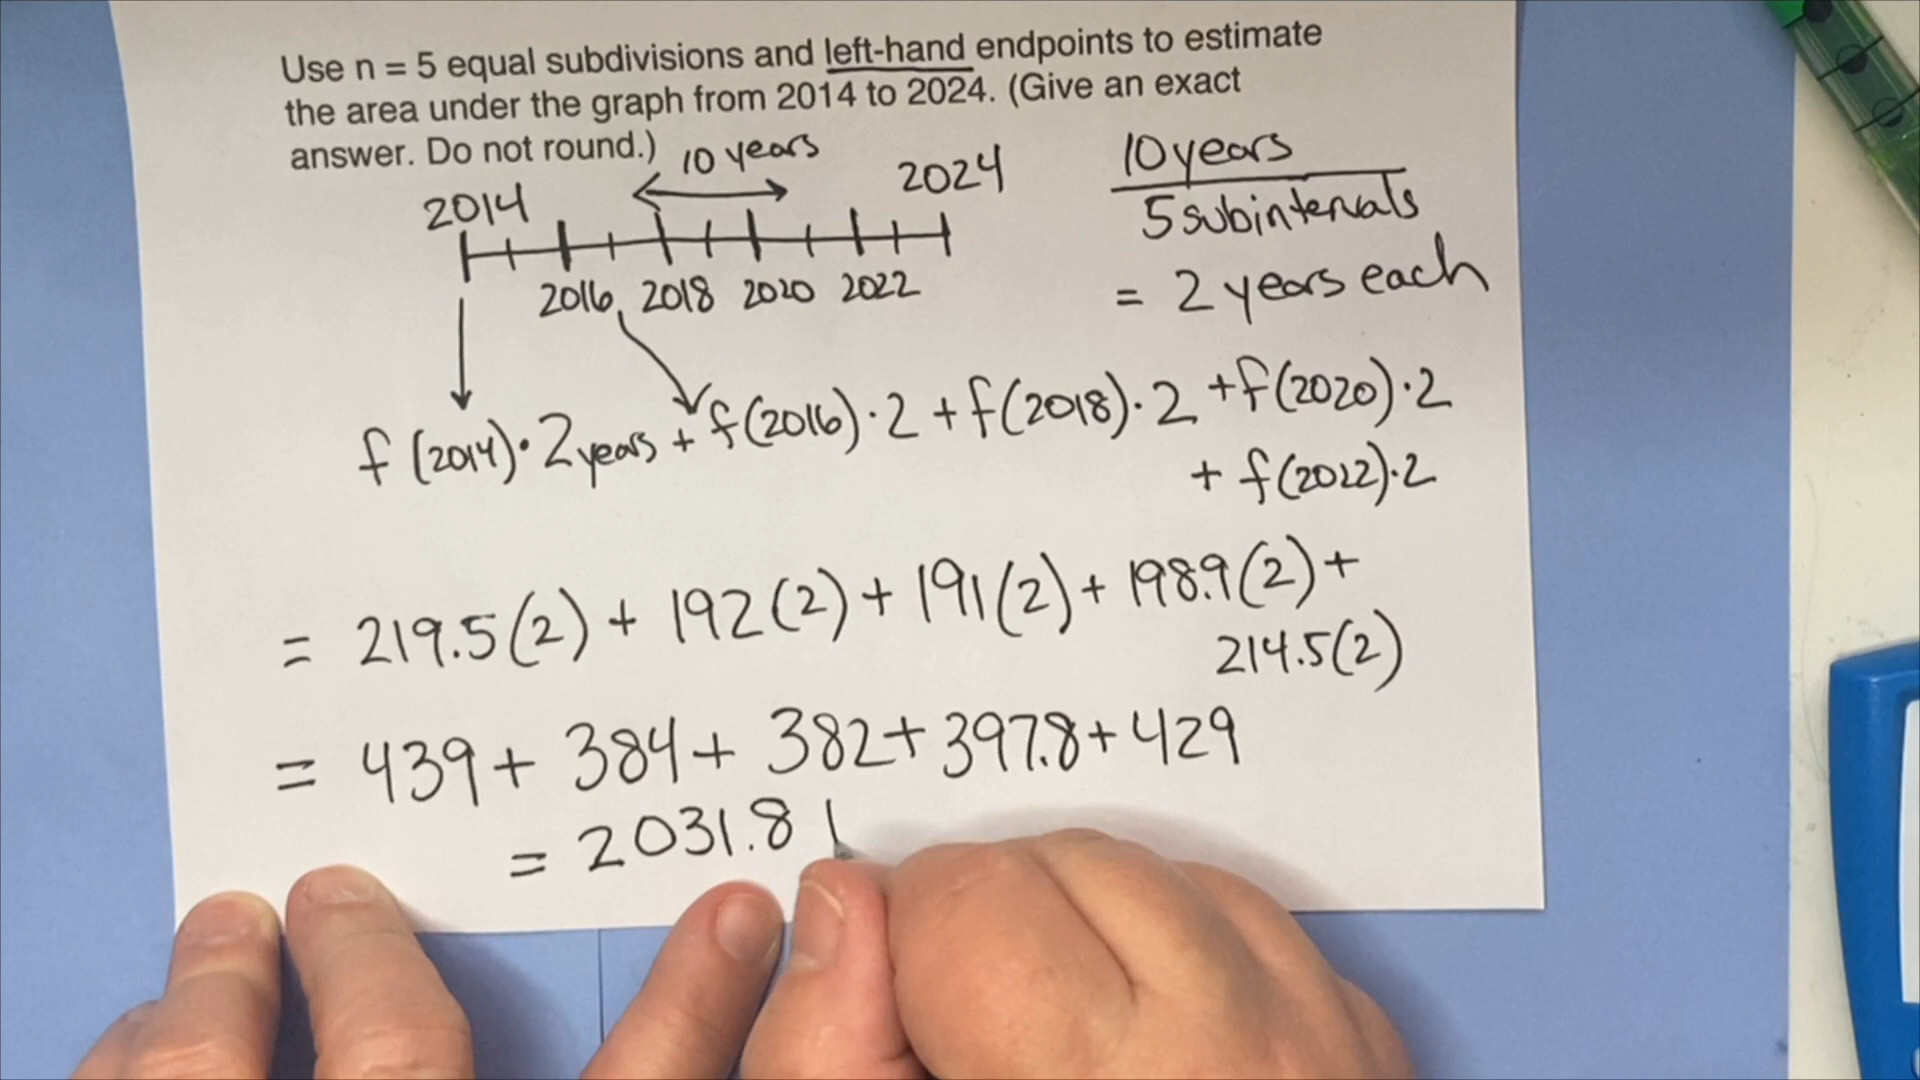 Use n = 5 equal subdivisions and left-hand endpoints to estimate
the area under the graph from 2014 to 2024. (Give an exact
answer. Do not round.)
10 years
2014
2024
2016 2018 2020 2022
10 years
5 subintervals
= 2 years each
f(2014)·2 years + f(2016)·2 + f(2018)·2 + f(2020)·2
+ f(2022)·2
= 219.5(2) + 192(2) + 191(2) + 198.9(2) +
214.5(2)
= 439 + 384 + 382 + 397.8 + 429
= 2031.8